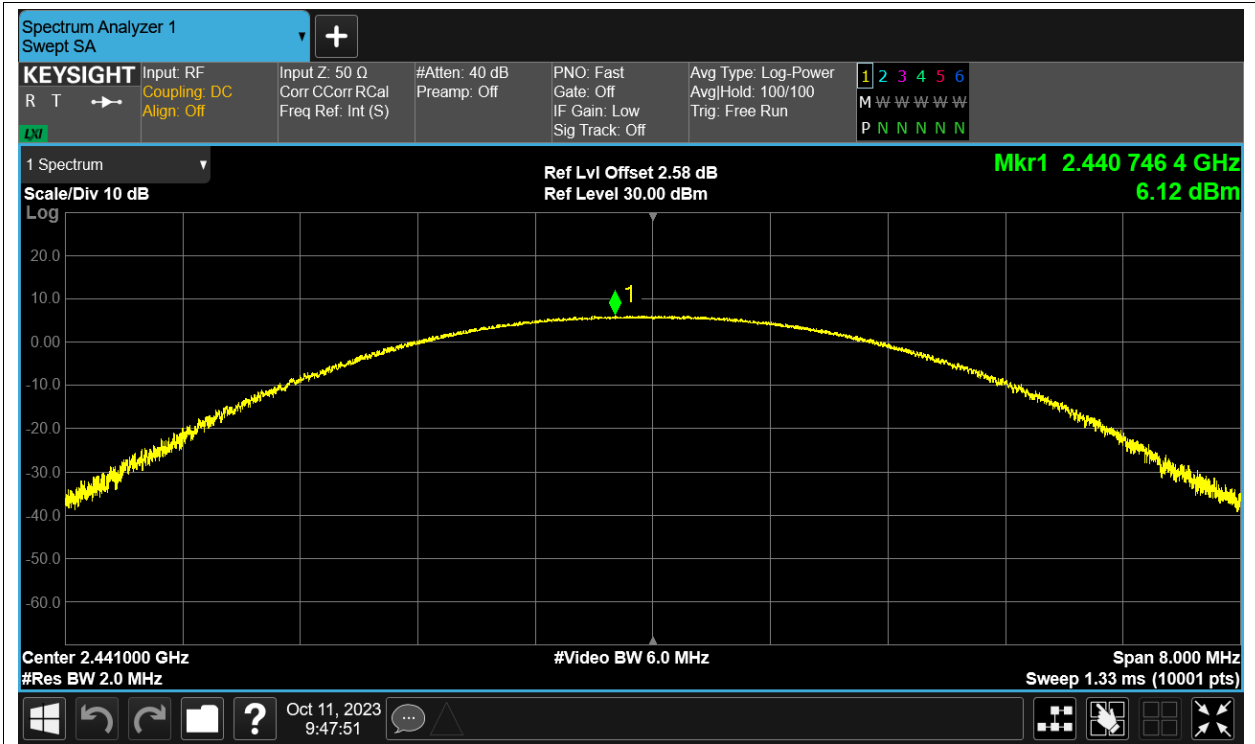 Spectrum Analyzer 1
Swept SA
+
KEYSIGHT
R T
LXI
Input: RF
Coupling: DC
Align: Off
Input Z: 50 Ω
Corr CCorr RCal
Freq Ref: Int (S)
#Atten: 40 dB
Preamp: Off
PNO: Fast
Gate: Off
IF Gain: Low
Sig Track: Off
Avg Type: Log-Power
Avg|Hold: 100/100
Trig: Free Run
1 2 3 4 5 6
M W W W W W
P N N N N N
1 Spectrum
Scale/Div 10 dB
Log
Ref Lvl Offset 2.58 dB
Ref Level 30.00 dBm
Mkr1 2.440 746 4 GHz
6.12 dBm
1
20.0
10.0
0.00
-10.0
-20.0
-30.0
-40.0
-50.0
-60.0
Center 2.441000 GHz
#Res BW 2.0 MHz
#Video BW 6.0 MHz
Span 8.000 MHz
Sweep 1.33 ms (10001 pts)
?
Oct 11, 2023
9:47:51